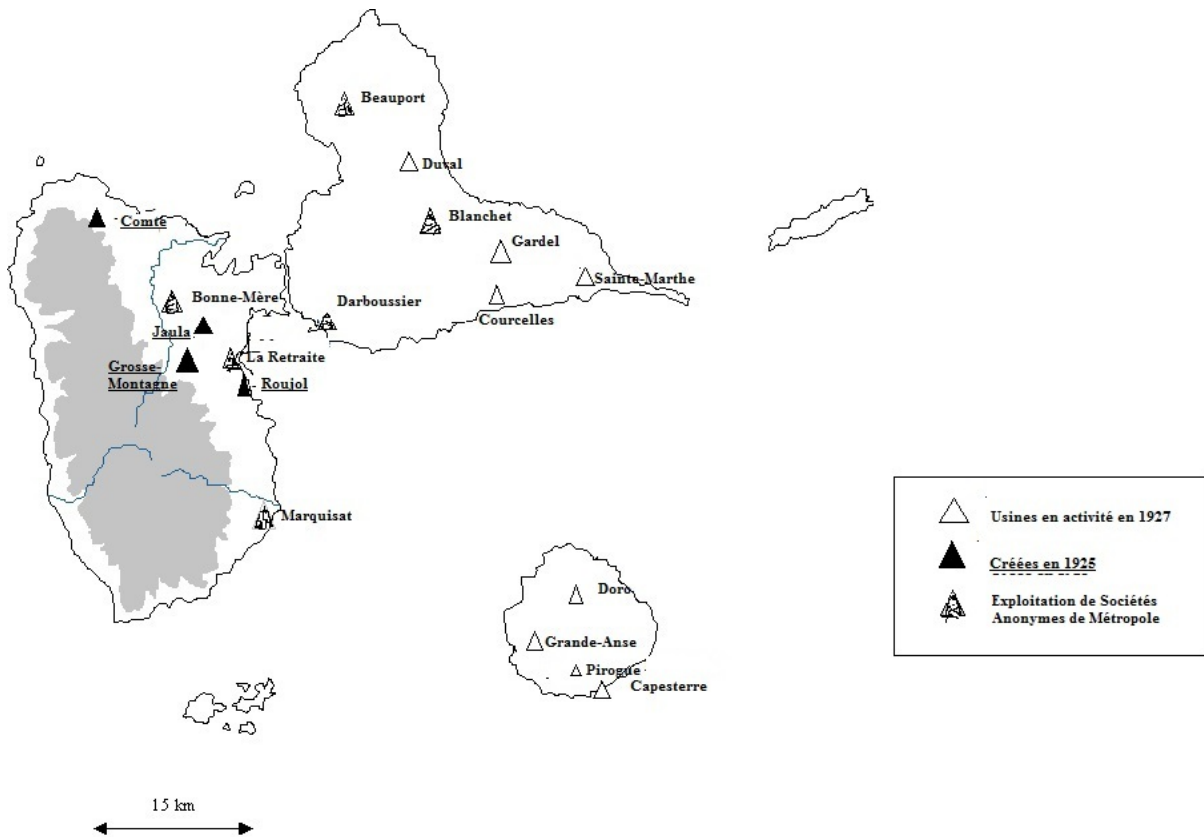 Beauport
Duval
Comté
Blanchet
Gardel
Sainte-Marthe
Bonne-Mère
Darboussier
Courcelles
Jaula
La Retraite
Grosse-
Montagne
Roujol
Marquisat
Doro
Grande-Anse
Pirogue
Capesterre
Usines en activité en 1927
Créées en 1925
Exploitation de Sociétés
Anonymes de Métropole
15 km